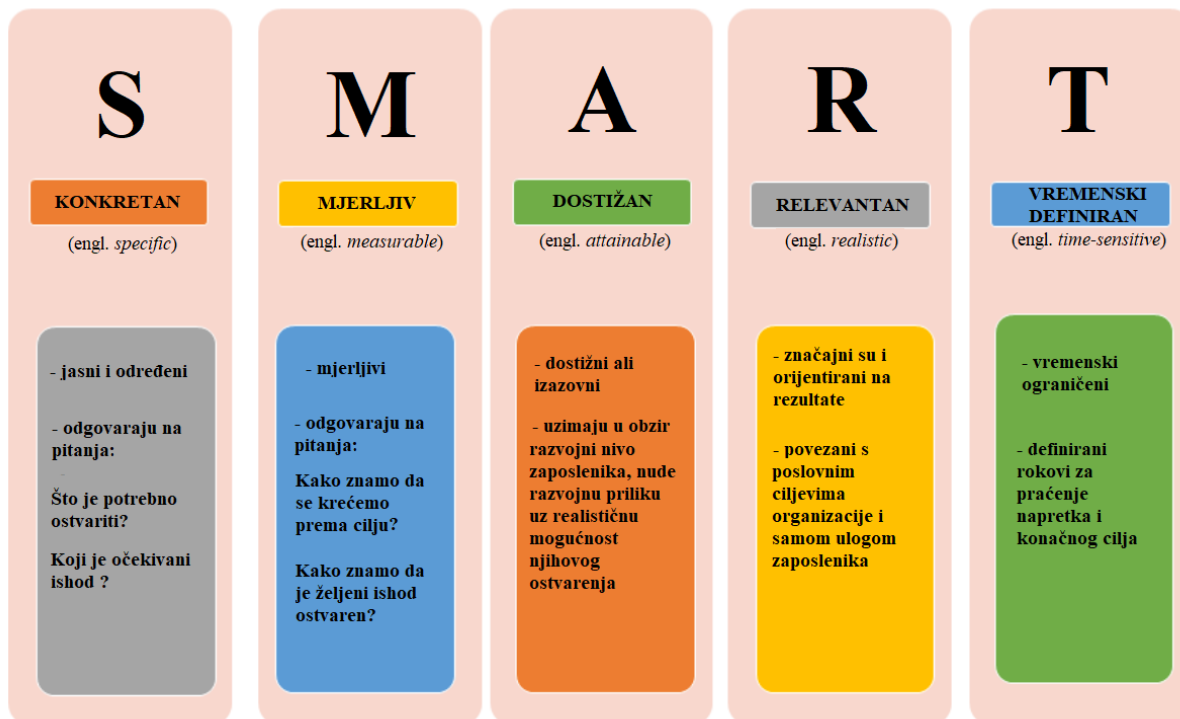 S
KONKRETAN
(engl. specific)
- jasni i određeni
- odgovaraju na
pitanja:
Što je potrebno
ostvariti?
Koji je očekivani
ishod ?
M
MJERLJIV
(engl. measurable)
- mjerljivi
- odgovaraju na
pitanja:
Kako znamo da
se krećemo
prema cilju?
Kako znamo da
je željeni ishod
ostvaren?
A
DOSTIŽAN
(engl. attainable)
- dostižni ali
izazovni
- uzimaju u obzir
razvojni nivo
zaposlenika, nude
razvojnu priliku
uz realističnu
mogućnost
njihovog
ostvarenja
R
RELEVANTAN
(engl. realistic)
- značajni su i
orijentirani na
rezultate
- povezani s
poslovnim
ciljevima
organizacije i
samom ulogom
zaposlenika
T
VREMENSKI
DEFINIRAN
(engl. time-sensitive)
- vremenski
ograničeni
- definirani
rokovi za
praćenje
napretka i
konačnog cilja